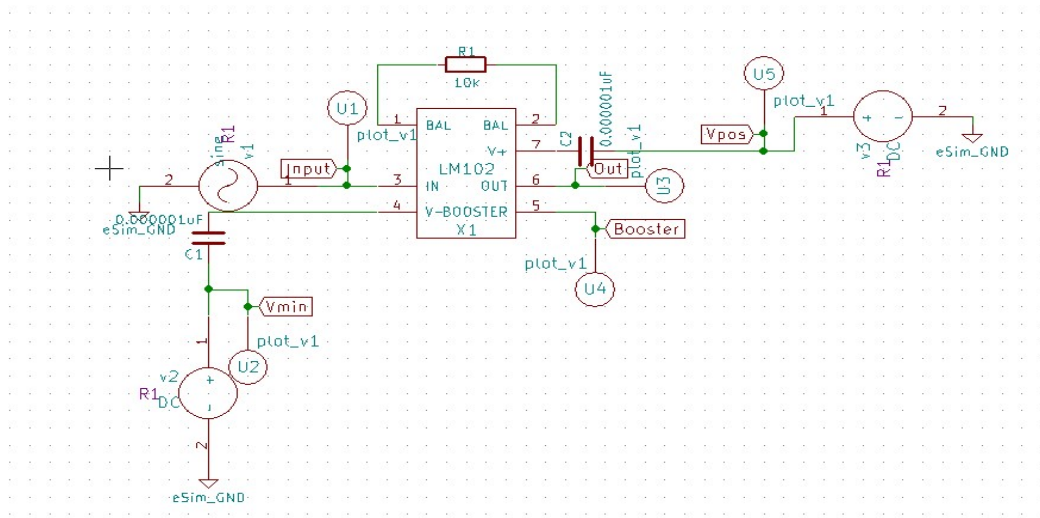 R1
10k
U1
plot_v1
1
BAL
BAL
2
C2
0.000001uF
plot_v1
U5
plot_v1
Vpos
1
+
-
2
v3
R1
DC
eSim_GND
sine
R1
v1
2
1
Input
3
IN
LM102
V+
7
OUT
6
Out
U3
4
V-BOOSTER
5
X1
Booster
plot_v1
U4
eSim_GND
0.000001uF
C1
Vmin
plot_v1
U2
1
v2
R1
DC
+
-
2
eSim_GND